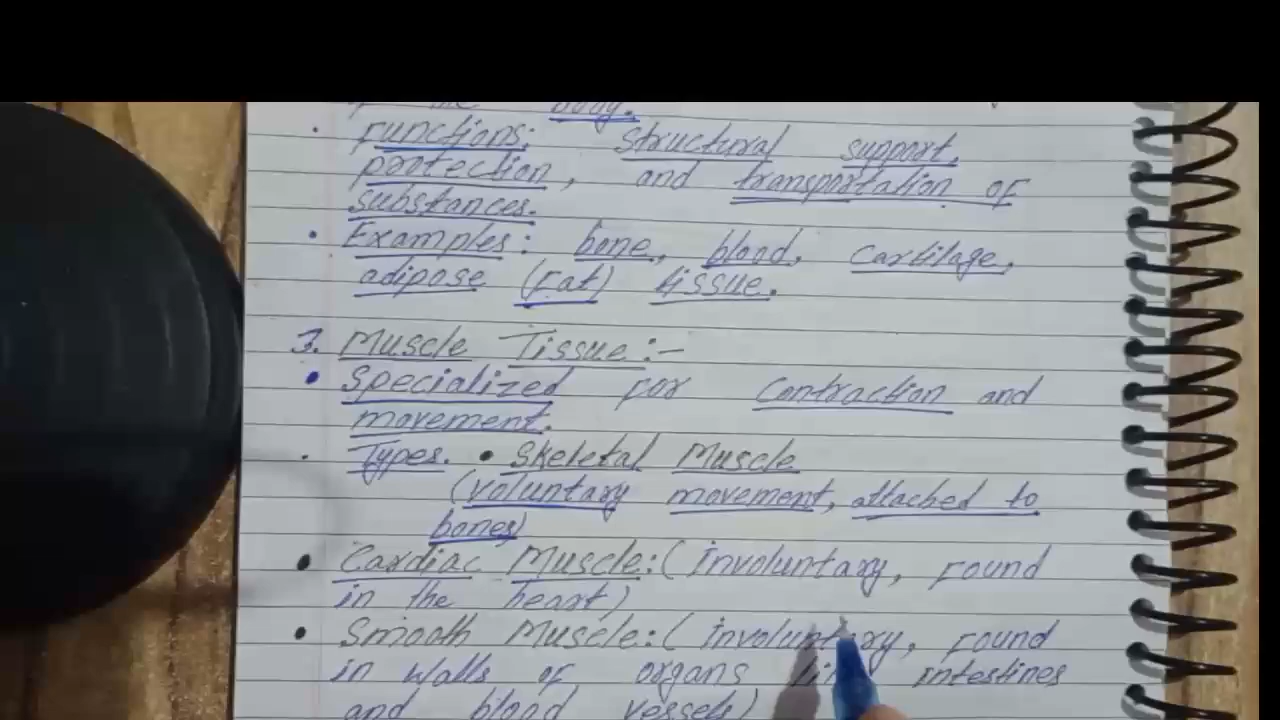 body.
• Functions: structural support,
protection, and transportation of
substances.
• Examples: bone, blood, Cartilage,
adipose (Fat) tissue.
3. Muscle Tissue:-
• Specialized for Contraction and
movement.
• Types. • Skeletal Muscle
(voluntary movement, attached to
bones)
• Cardiac Muscle:(involuntary, found
in the heart)
• Smooth Muscle:( involuntary, found
in walls of organs intestines
and blood vessels)